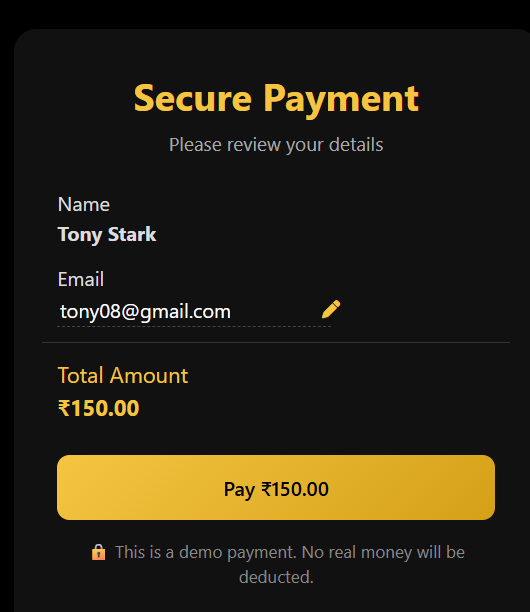 Secure Payment
Please review your details
Name
Tony Stark
Email
tony08@gmail.com
Total Amount
₹150.00
Pay ₹150.00
This is a demo payment. No real money will be
deducted.